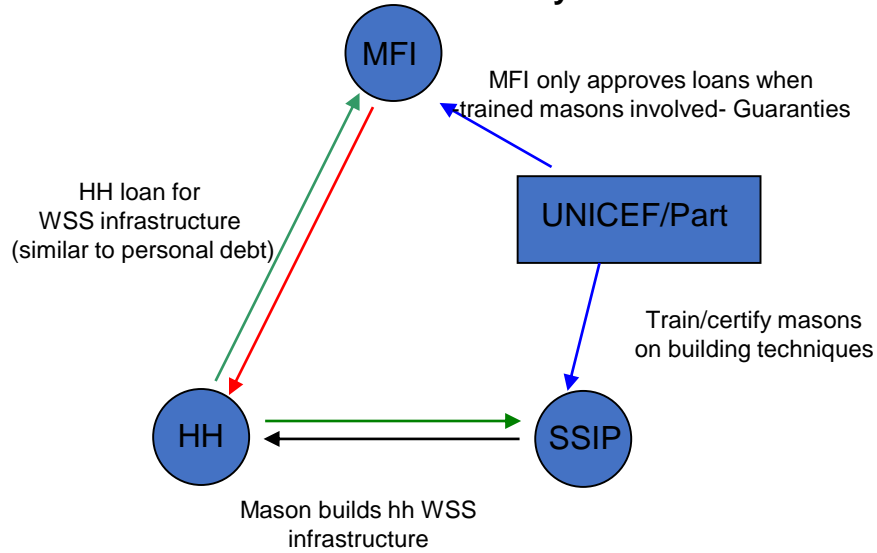 MFI
MFI only approves loans when
-trained masons involved- Guaranties
HH loan for
WSS infrastructure
(similar to personal debt)
UNICEF/Part
Train/certify masons
on building techniques
HH
SSIP
Mason builds hh WSS
infrastructure